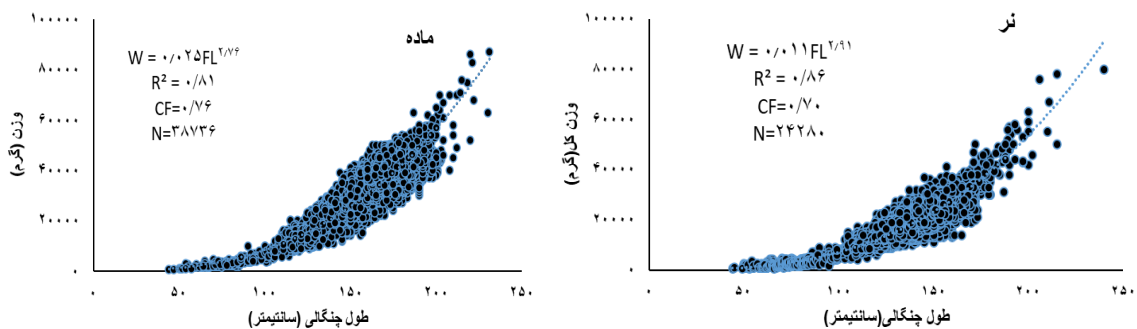 ماده
W = ۰/۰۲۵FL^۲/۷۶
R² = ۰/۸۱
CF=۰/۷۶
N=۳۸۷۳۶
۱۰۰۰۰۰
۸۰۰۰۰
۶۰۰۰۰
۴۰۰۰۰
۲۰۰۰۰
۰
وزن (گرم)
۰ ۵۰ ۱۰۰ ۱۵۰ ۲۰۰ ۲۵۰
طول چنگالی (سانتیمتر)
نر
W = ۰/۰۱۱FL^۲/۹۱
R² = ۰/۸۶
CF=۰/۷۰
N=۲۴۲۸۰
۱۰۰۰۰۰
۸۰۰۰۰
۶۰۰۰۰
۴۰۰۰۰
۲۰۰۰۰
۰
وزن کل(گرم)
۰ ۵۰ ۱۰۰ ۱۵۰ ۲۰۰ ۲۵۰
طول چنگالی(سانتیمتر)